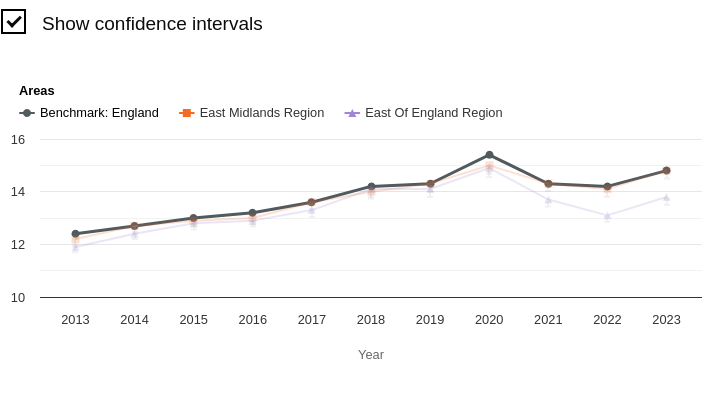 Show confidence intervals
Areas
Benchmark: England East Midlands Region East Of England Region
16
14
12
10
2013 2014 2015 2016 2017 2018 2019 2020 2021 2022 2023
Year